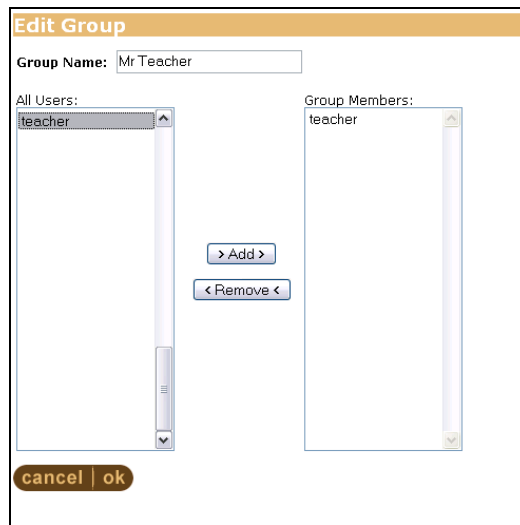 Edit Group
Group Name: Mr Teacher
All Users:
Group Members:
teacher
teacher
> Add >
< Remove <
cancel | ok